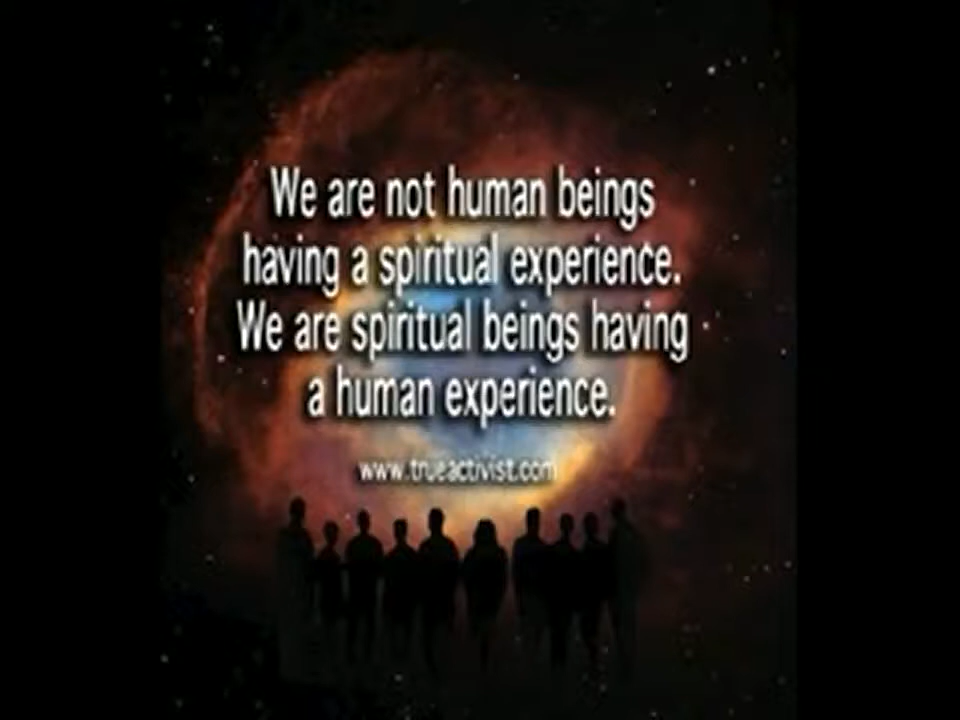 We are not human beings
having a spiritual experience.
We are spiritual beings having
a human experience.
www.trueactivist.com